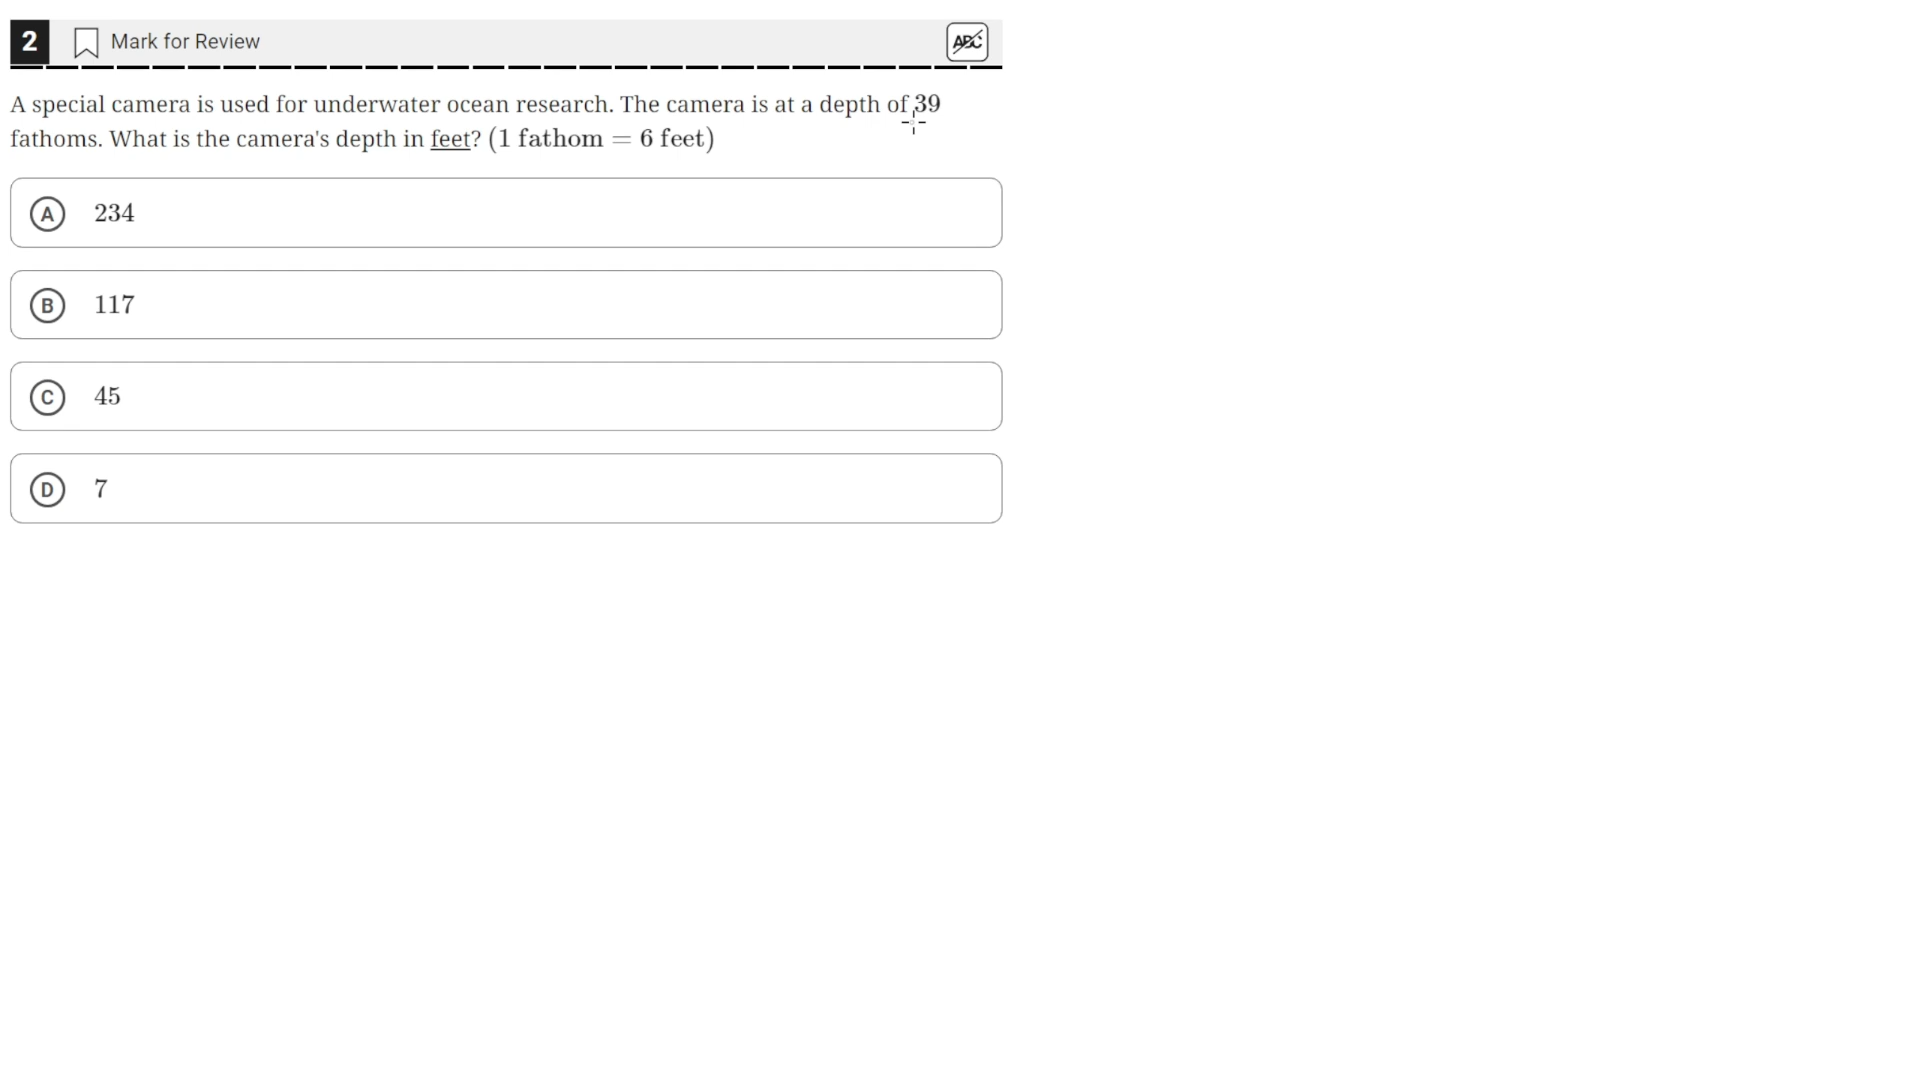 2 Mark for Review ABC
A special camera is used for underwater ocean research. The camera is at a depth of 39
fathoms. What is the camera's depth in feet? (1 fathom = 6 feet)
A 234
B 117
C 45
D 7